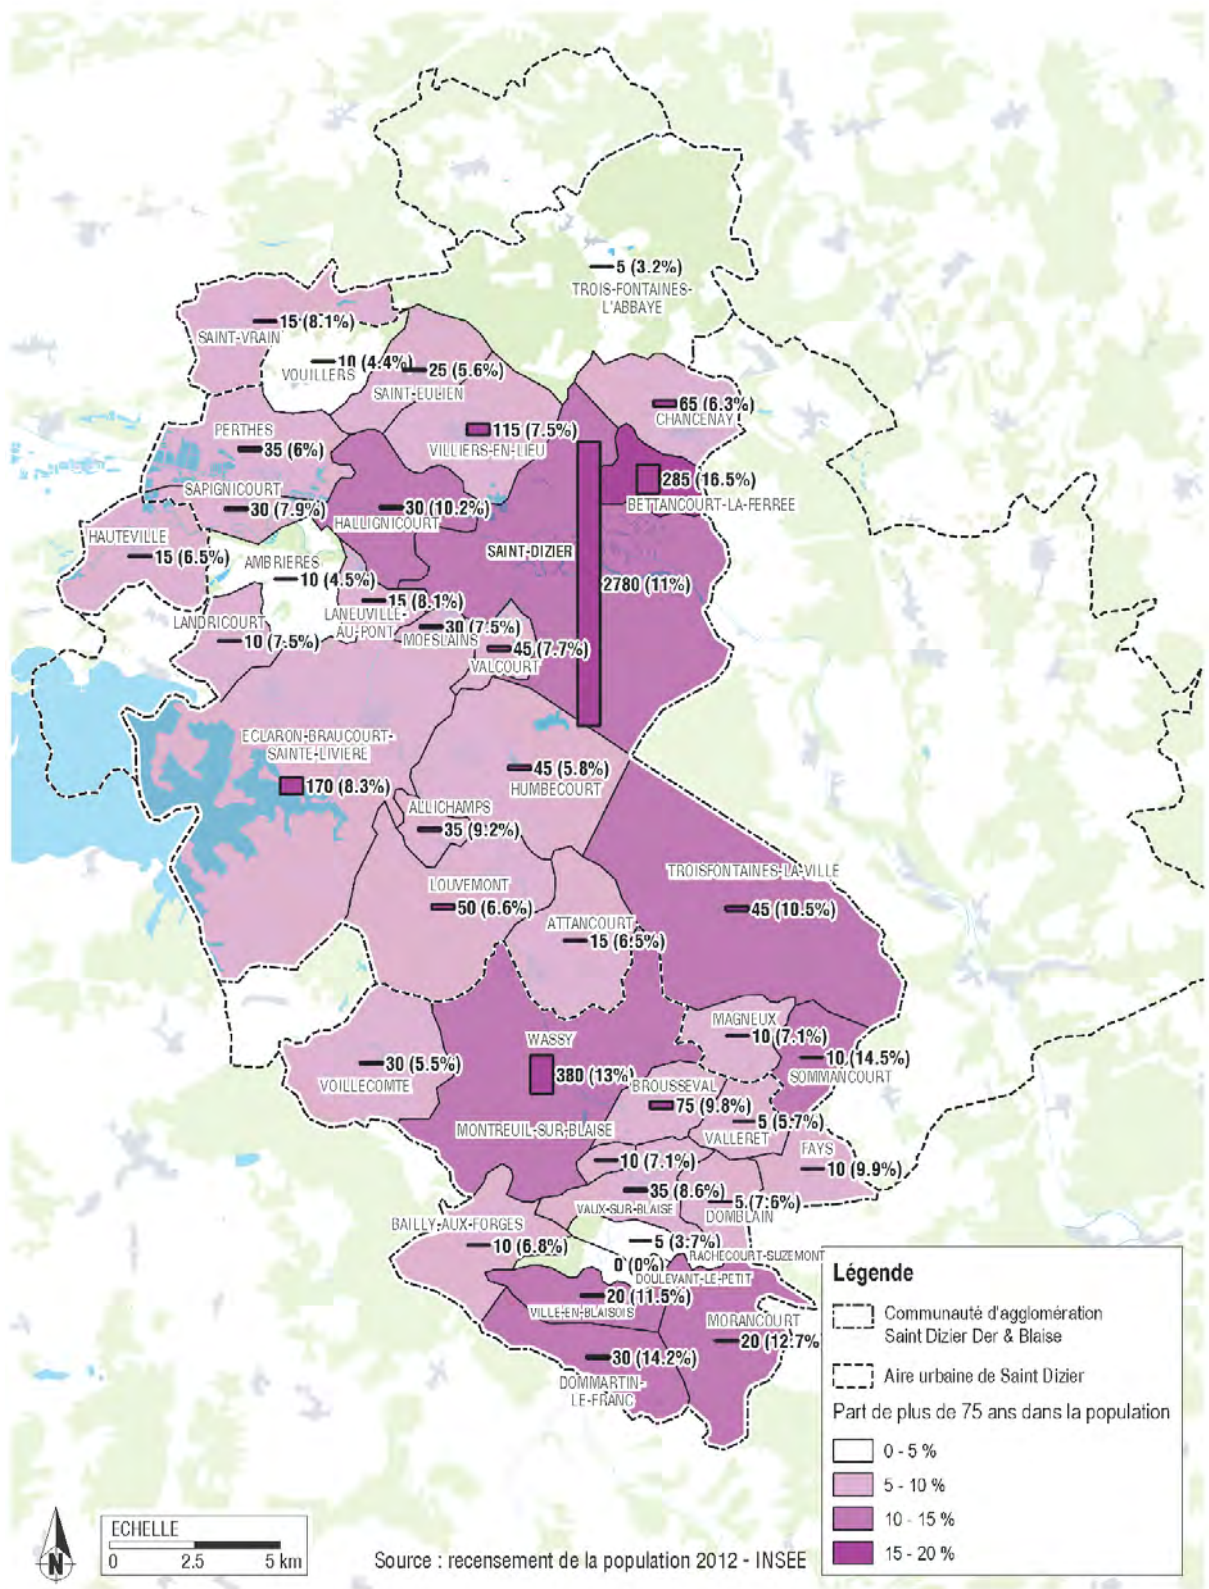 5 (3.2%)
TROIS-FONTAINES-
L'ABBAYE
15 (8.1%)
SAINT-VRAIN
10 (4.4%)
VOUILLERS
25 (5.6%)
SAINT-EULIEN
65 (6.3%)
CHANCENAY
PERTHES
35 (6%)
115 (7.5%)
VILLIERS-EN-LIEU
285 (16.5%)
BETTANCOURT-LA-FERREE
SAPIGNICOURT
30 (7.9%)
30 (10.2%)
HALLIGNICOURT
HAUTEVILLE
15 (6.5%)
SAINT-DIZIER
2780 (11%)
AMBRIERES
10 (4.5%)
15 (8.1%)
LANEUVILLE-
AU-PONT
LANDRICOURT
10 (7.5%)
30 (7.5%)
MOESLAINS
45 (7.7%)
VALCOURT
ECLARON-BRAUCOURT-
SAINTE-LIVIERE
170 (8.3%)
45 (5.8%)
HUMBECOURT
ALLICHAMPS
35 (9.2%)
TROISFONTAINES-LA-VILLE
45 (10.5%)
LOUVEMONT
50 (6.6%)
ATTANCOURT
15 (6.5%)
MAGNEUX
10 (7.1%)
WASSY
380 (13%)
10 (14.5%)
SOMMANCOURT
30 (5.5%)
VOILLECOMTE
BROUSSEVAL
75 (9.8%)
5 (5.7%)
VALLERET
MONTREUIL-SUR-BLAISE
10 (7.1%)
FAYS
10 (9.9%)
35 (8.6%)
VAUX-SUR-BLAISE
5 (7.6%)
DOMBLAIN
BAILLY-AUX-FORGES
10 (6.8%)
5 (3.7%)
RACHECOURT-SUZEMONT
0 (0%)
DOULEVANT-LE-PETIT
20 (11.5%)
VILLE-EN-BLAISOIS
MORANCOURT
20 (12.7%
30 (14.2%)
DOMMARTIN-
LE-FRANC
Légende
Communauté d'agglomération
Saint Dizier Der & Blaise
Aire urbaine de Saint Dizier
Part de plus de 75 ans dans la population
0 - 5 %
5 - 10 %
10 - 15 %
15 - 20 %
N
ECHELLE
0 2.5 5 km
Source : recensement de la population 2012 - INSEE